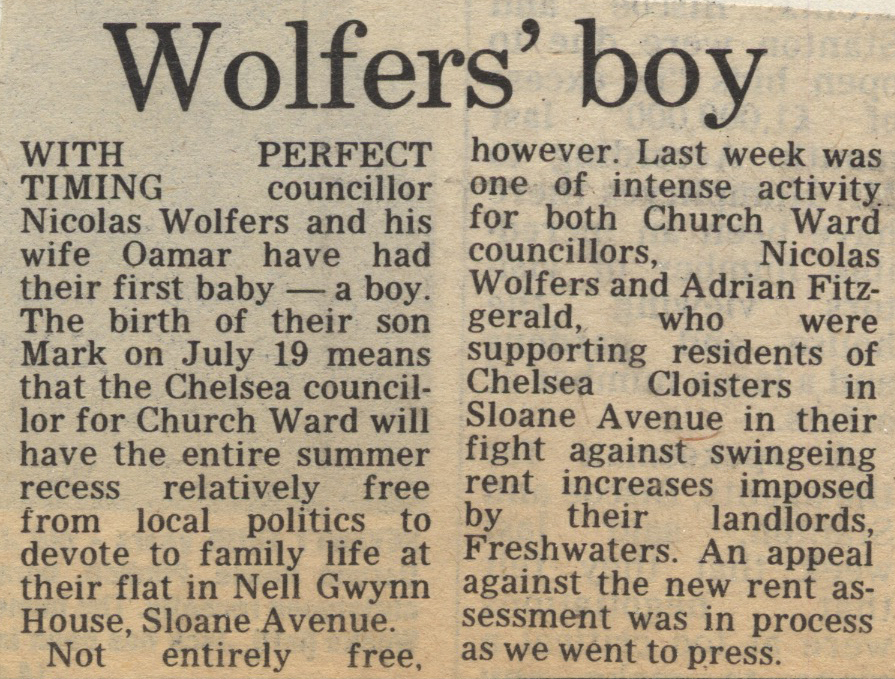 Wolfers' boy
WITH PERFECT
TIMING councillor
Nicolas Wolfers and his
wife Oamar have had
their first baby — a boy.
The birth of their son
Mark on July 19 means
that the Chelsea council-
lor for Church Ward will
have the entire summer
recess relatively free
from local politics to
devote to family life at
their flat in Nell Gwynn
House, Sloane Avenue.
Not entirely free,
however. Last week was
one of intense activity
for both Church Ward
councillors, Nicolas
Wolfers and Adrian Fitz-
gerald, who were
supporting residents of
Chelsea Cloisters in
Sloane Avenue in their
fight against swingeing
rent increases imposed
by their landlords,
Freshwaters. An appeal
against the new rent as-
sessment was in process
as we went to press.